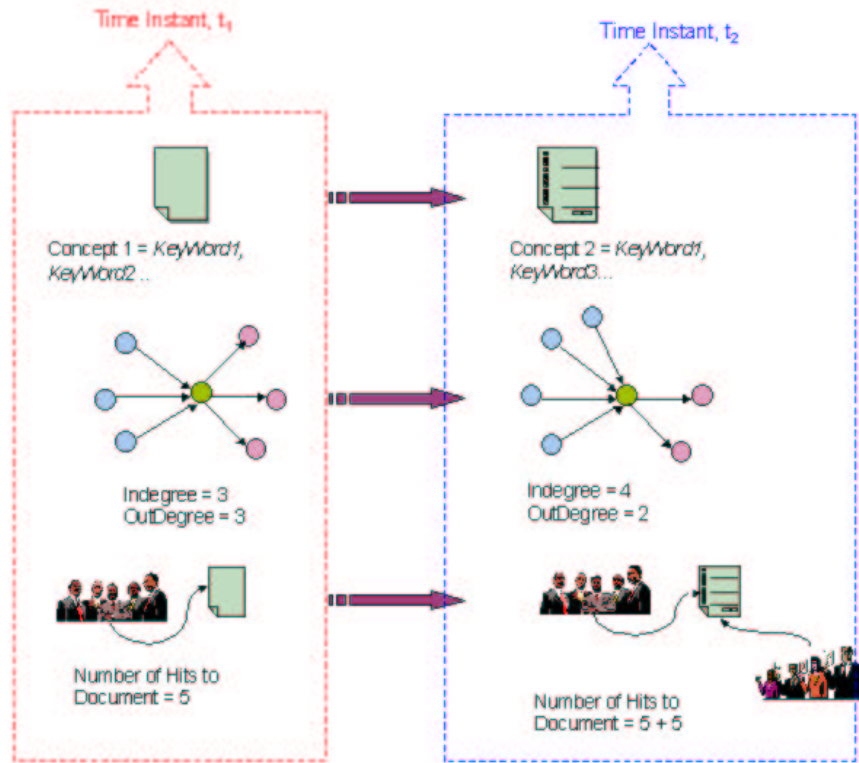 Time Instant, t1
Time Instant, t2
Concept 1 = KeyWord1,
KeyWord2...
Concept 2 = KeyWord1,
KeyWord3...
Indegree = 3
OutDegree = 3
Indegree = 4
OutDegree = 2
Number of Hits to
Document = 5
Number of Hits to
Document = 5 + 5